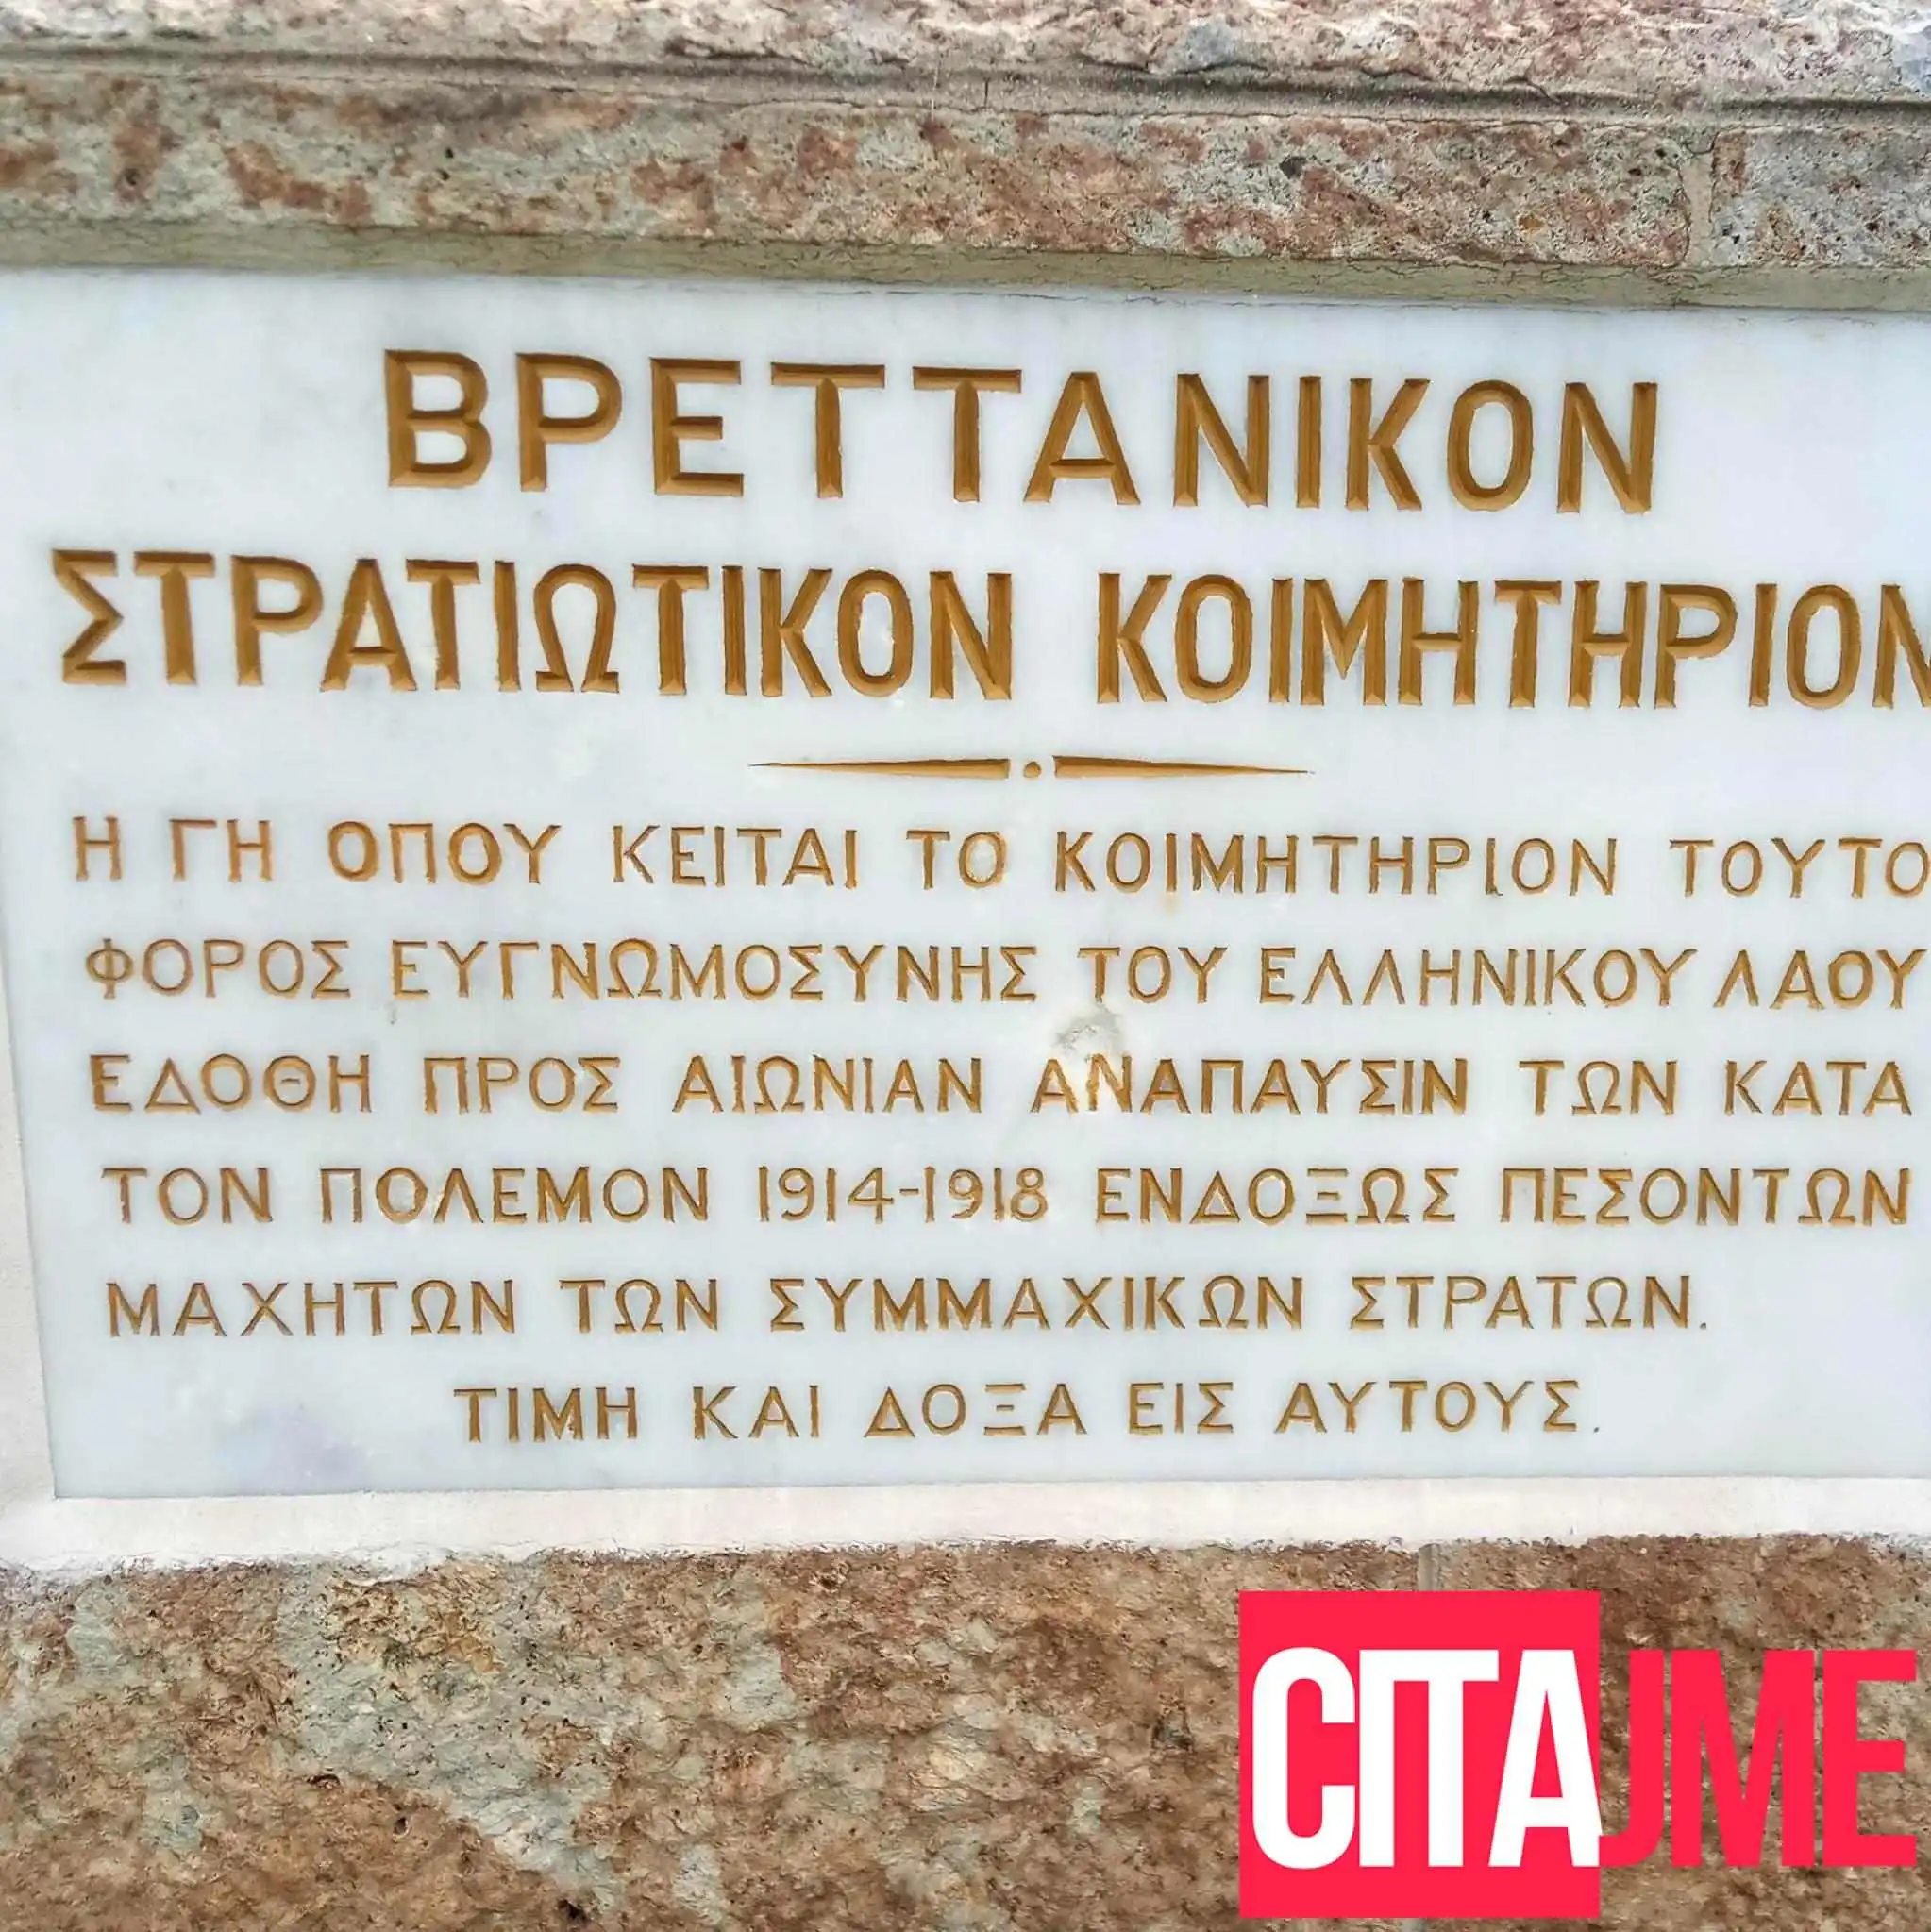 ΒΡΕΤΤΑΝΙΚΟΝ
ΣΤΡΑΤΙΩΤΙΚΟΝ ΚΟΙΜΗΤΗΡΙΟΝ
Η ΓΗ ΟΠΟΥ ΚΕΙΤΑΙ ΤΟ ΚΟΙΜΗΤΗΡΙΟΝ ΤΟΥΤΟ
ΦΟΡΟΣ ΕΥΓΝΩΜΟΣΥΝΗΣ ΤΟΥ ΕΛΛΗΝΙΚΟΥ ΛΑΟΥ
ΕΔΟΘΗ ΠΡΟΣ ΑΙΩΝΙΑΝ ΑΝΑΠΑΥΣΙΝ ΤΩΝ ΚΑΤΑ
ΤΟΝ ΠΟΛΕΜΟΝ 1914-1918 ΕΝΔΟΞΩΣ ΠΕΣΟΝΤΩΝ
ΜΑΧΗΤΩΝ ΤΩΝ ΣΥΜΜΑΧΙΚΩΝ ΣΤΡΑΤΩΝ.
ΤΙΜΗ ΚΑΙ ΔΟΞΑ ΕΙΣ ΑΥΤΟΥΣ.
CITAJME